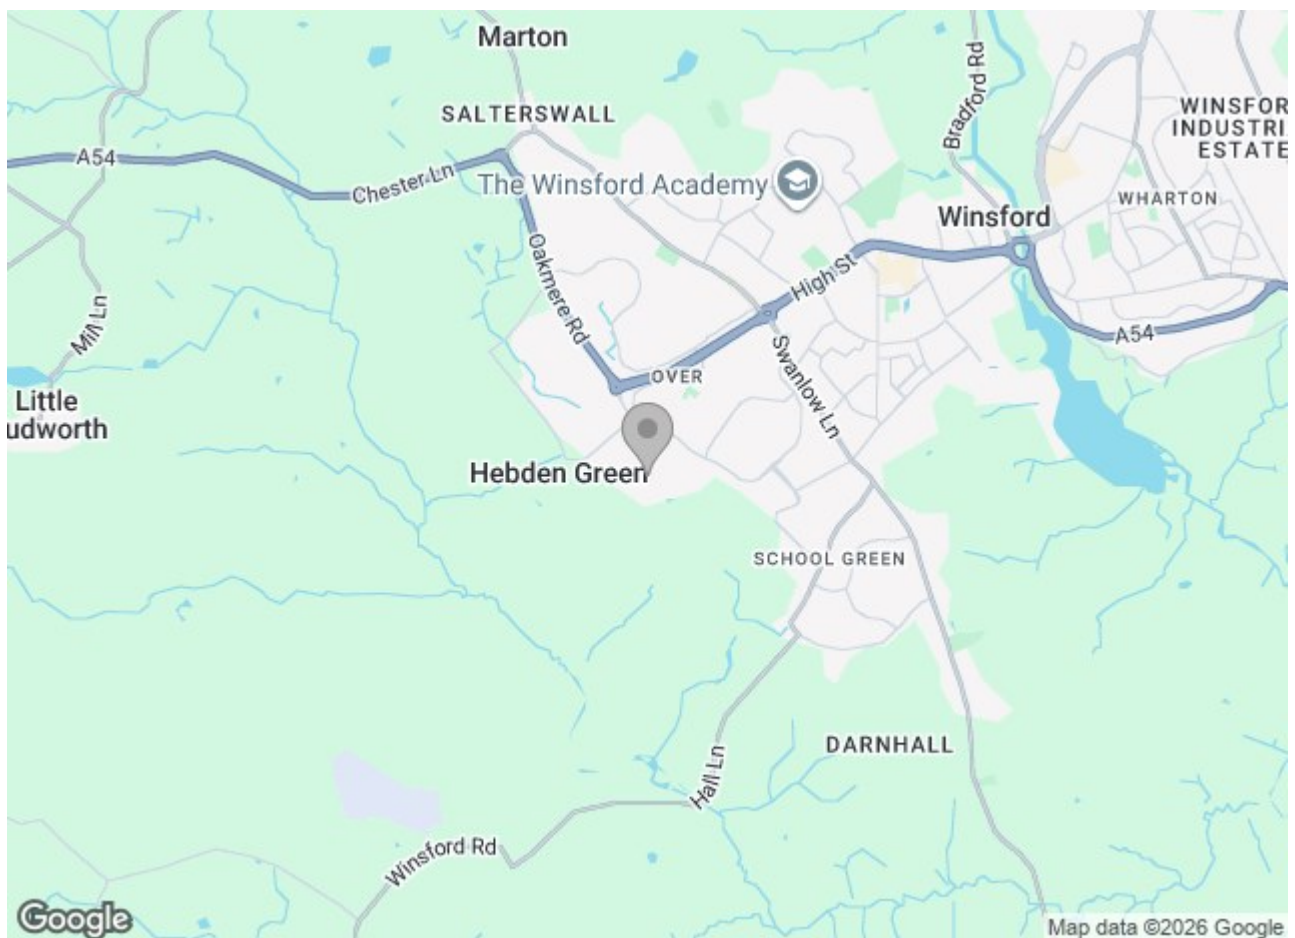 Marton
SALTERSWALL
A54
Chester Ln
The Winsford Academy
Bradford Rd
WINSFOR
INDUSTRI
ESTATE
WHARTON
Winsford
Oakmere Rd
High St
Mill Ln
A54
OVER
Swanlow Ln
Little
udworth
Hebden Green
SCHOOL GREEN
DARNHALL
Hall Ln
Winsford Rd
Google
Map data ©2026 Google